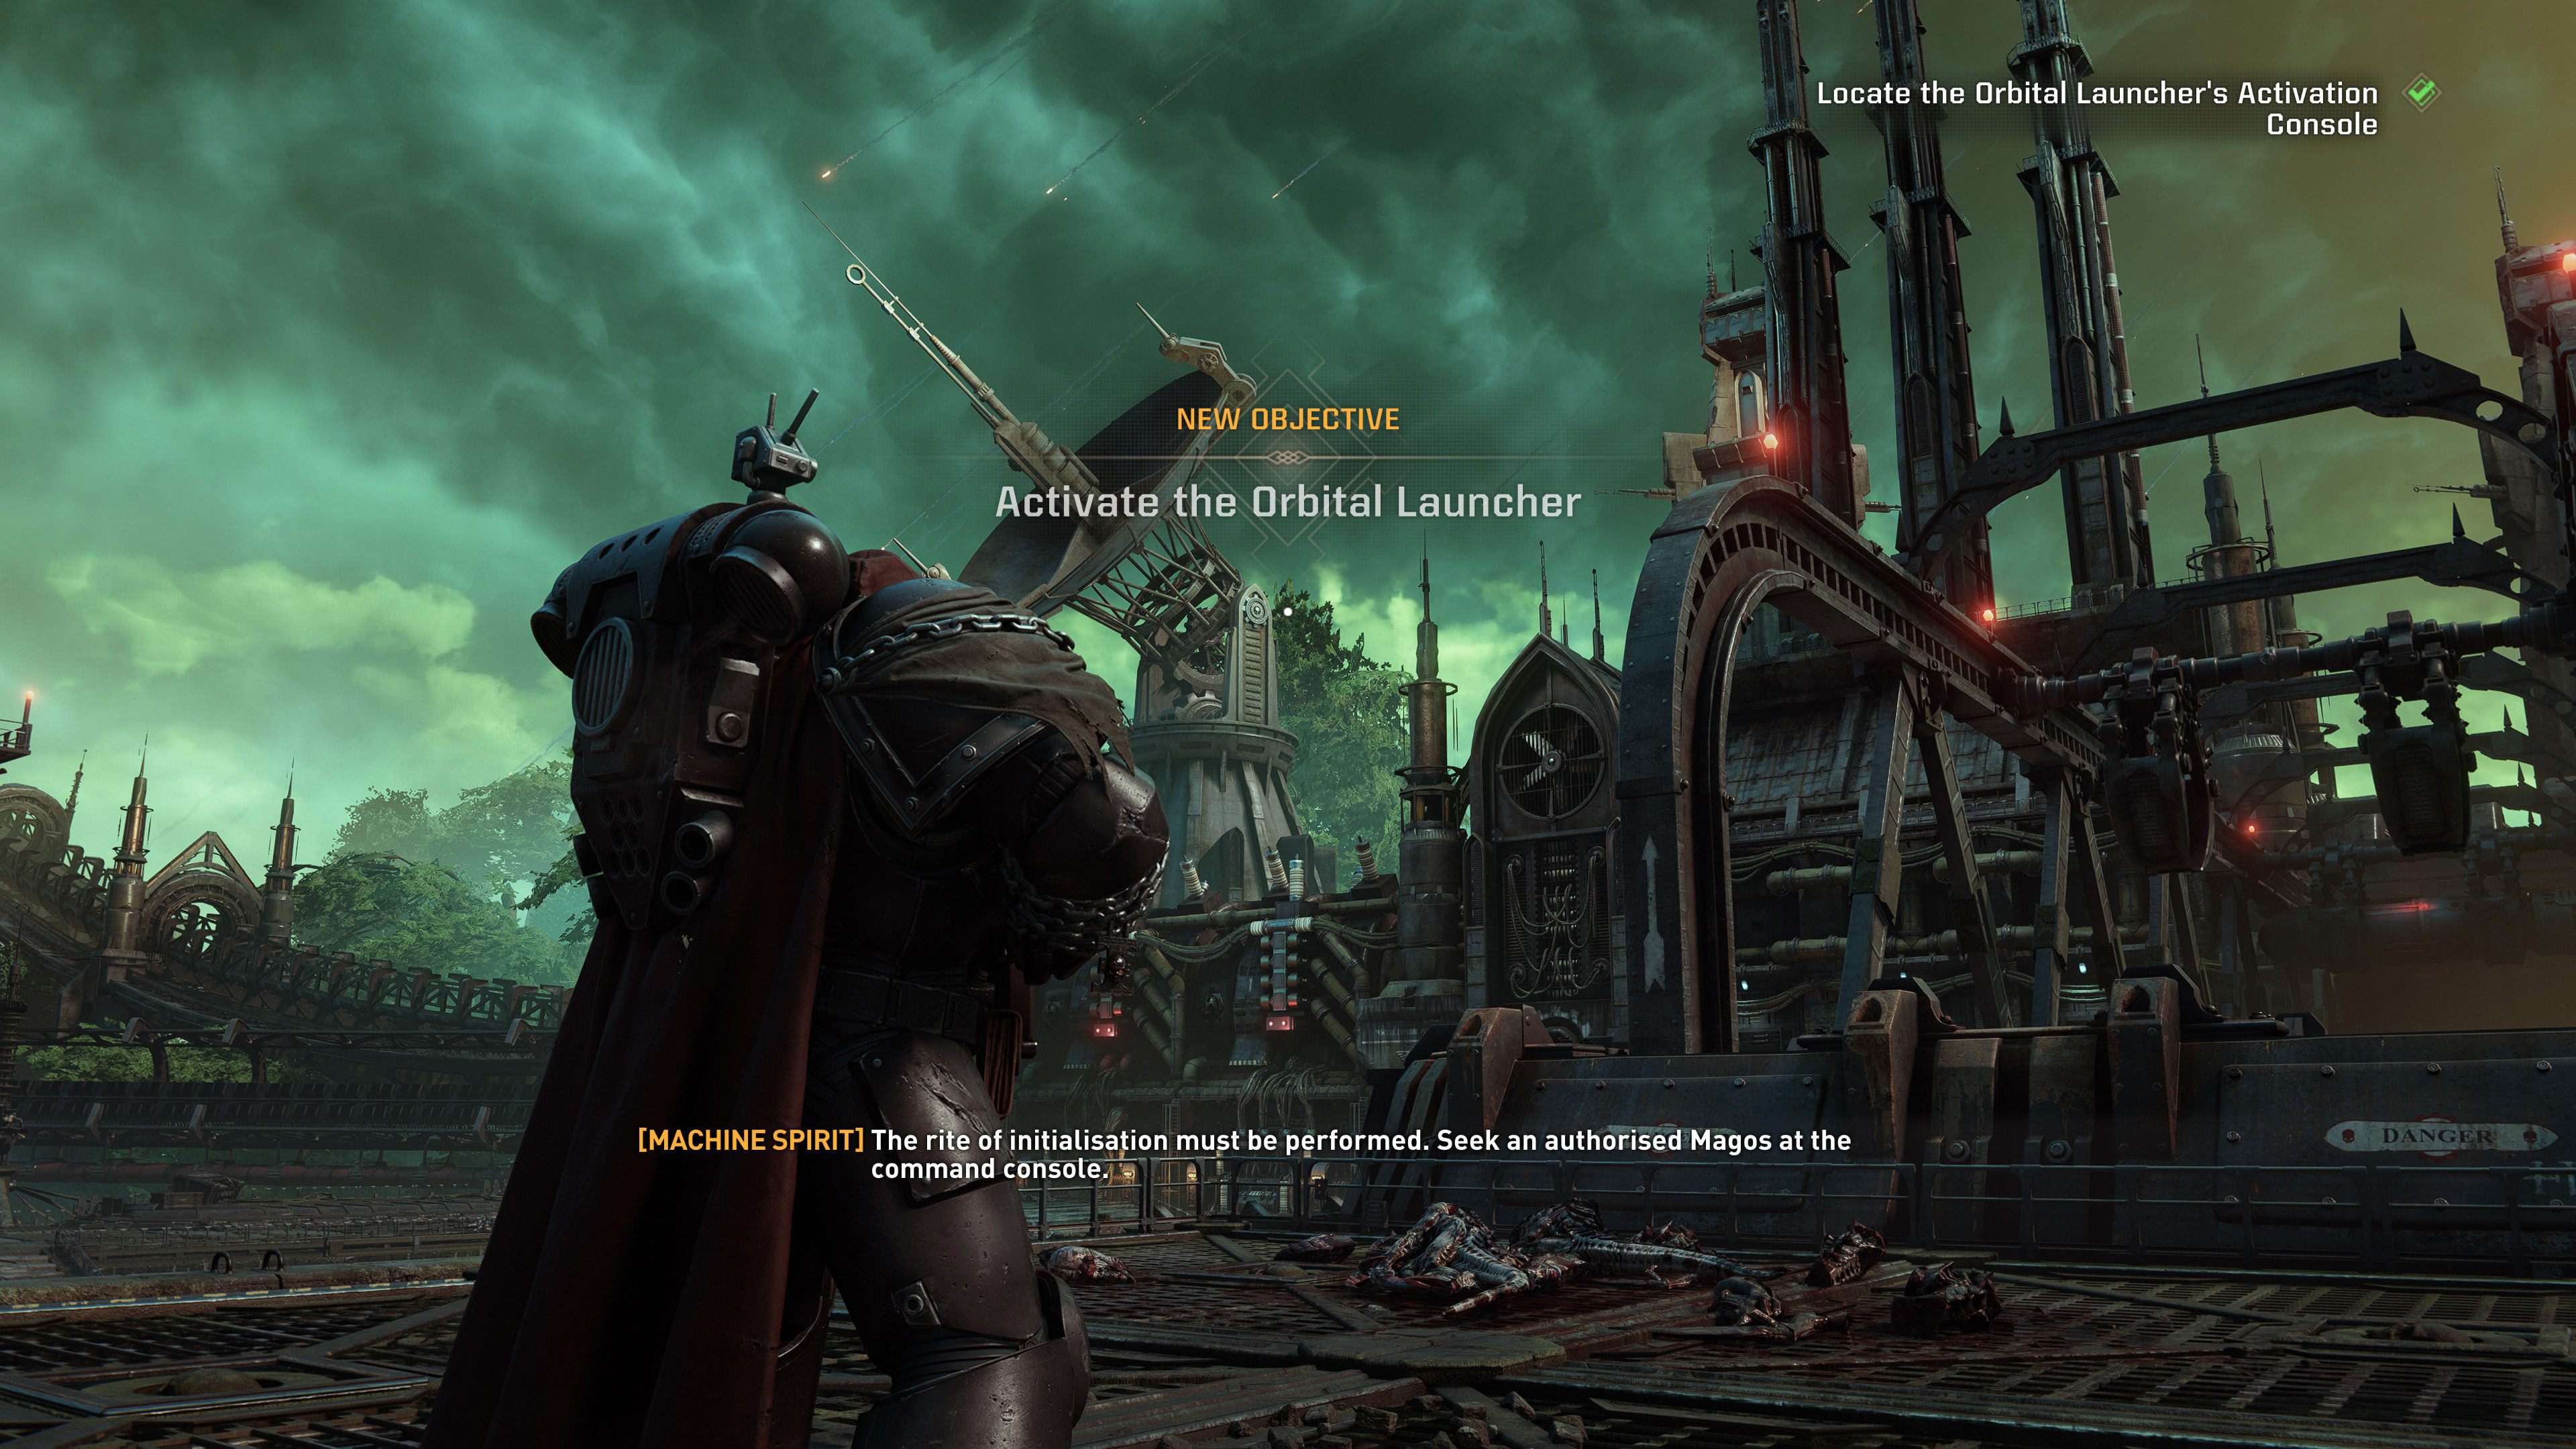 Locate the Orbital Launcher's Activation
Console
NEW OBJECTIVE
Activate the Orbital Launcher
[MACHINE SPIRIT] The rite of initialisation must be performed. Seek an authorised Magos at the
command console.
DANGER